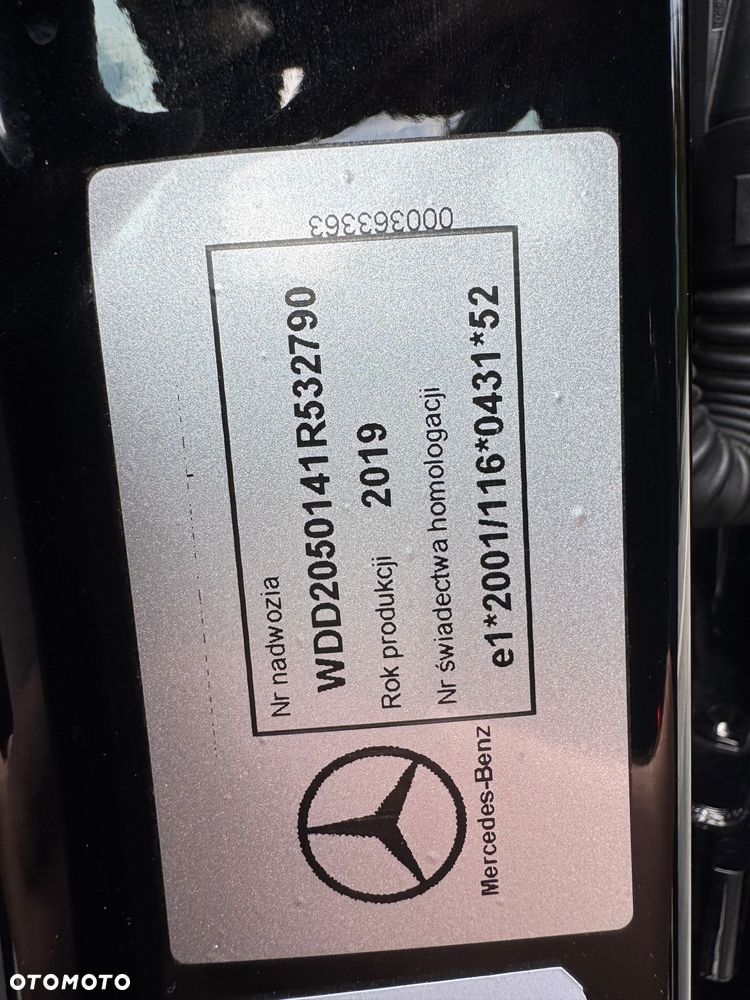 Nr nadwozia
WDD2050141R532790
Rok produkcji 2019
Nr świadectwa homologacji
e1*2001/116*0431*52
Mercedes-Benz
000363363
OTOMOTO